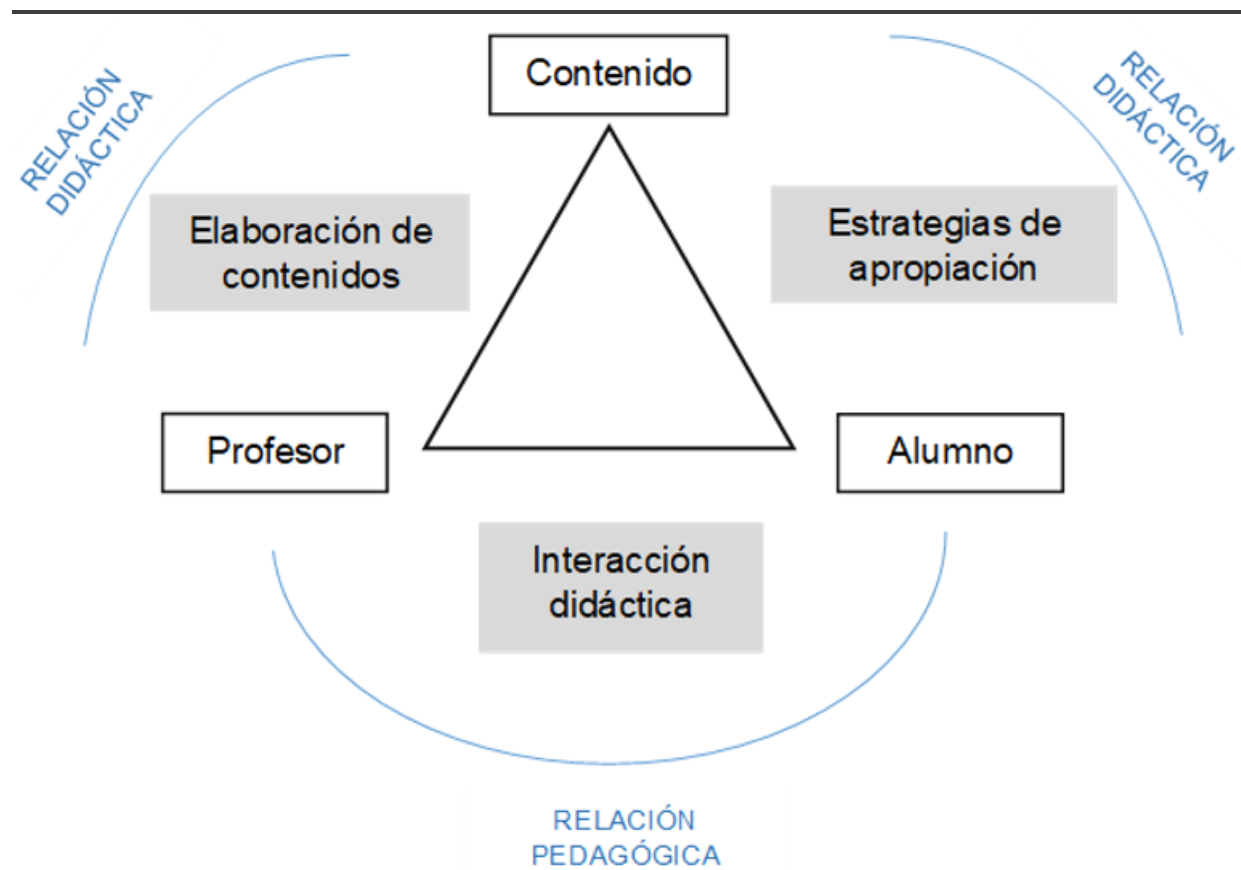 Contenido
RELACIÓN
DIDÁCTICA
RELACIÓN
DIDÁCTICA
Elaboración de
contenidos
Estrategias de
apropiación
Profesor
Alumno
Interacción
didáctica
RELACIÓN
PEDAGÓGICA